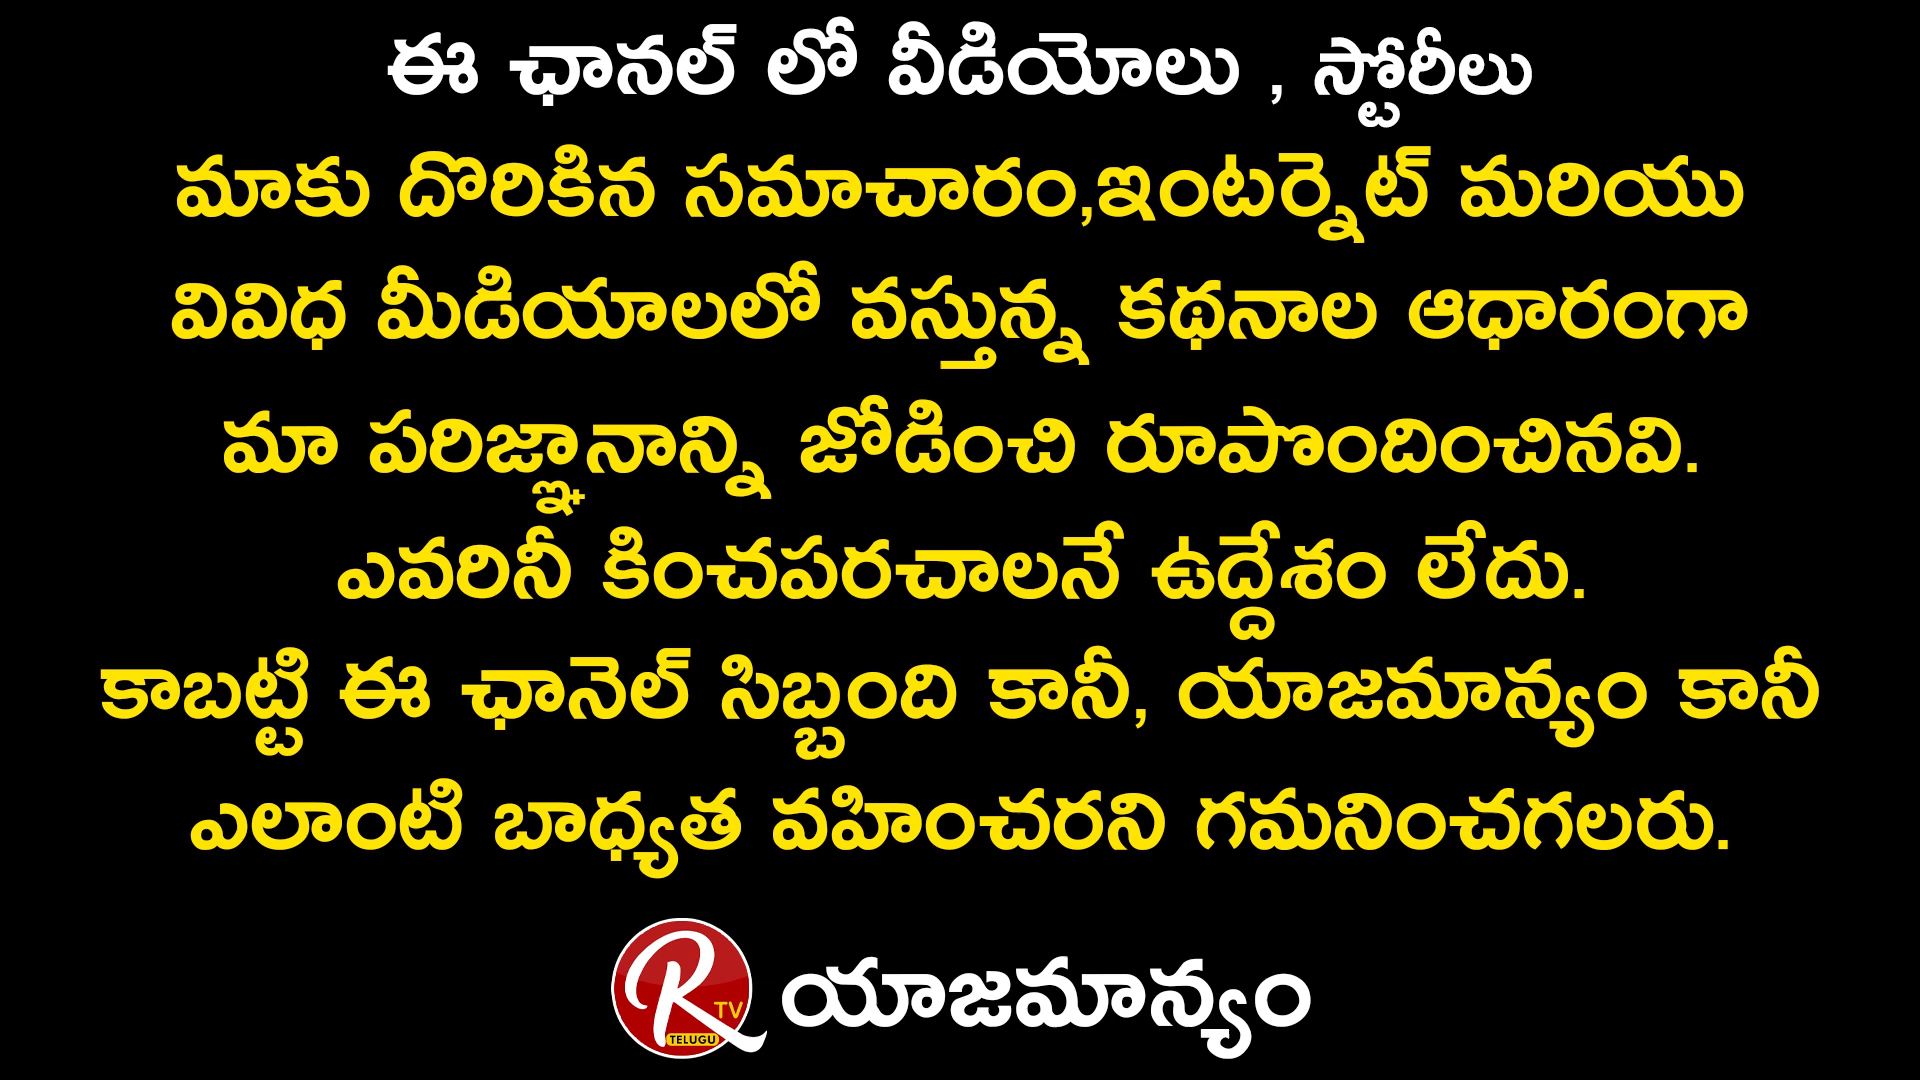 ఈ ఛానల్ లో వీడియోలు , స్టోరీలు
మాకు దొరికిన సమాచారం,ఇంటర్నెట్ మరియు
వివిధ మీడియాలలో వస్తున్న కథనాల ఆధారంగా
మా పరిజ్ఞానాన్ని జోడించి రూపొందించినవి.
ఎవరినీ కించపరచాలనే ఉద్దేశం లేదు.
కాబట్టి ఈ ఛానెల్ సిబ్బంది కానీ, యాజమాన్యం కానీ
ఎలాంటి బాధ్యత వహించరని గమనించగలరు.
R TV TELUGU యాజమాన్యం